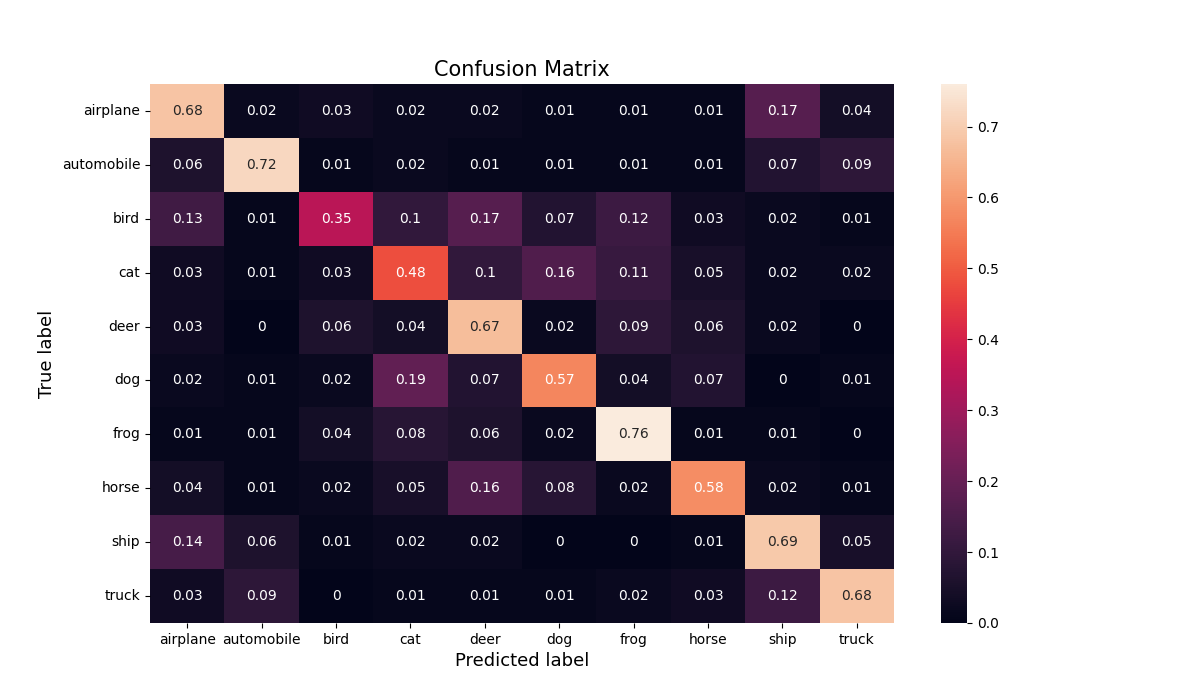 Confusion Matrix
airplane 0.68 0.02 0.03 0.02 0.02 0.01 0.01 0.01 0.17 0.04
0.7
automobile 0.06 0.72 0.01 0.02 0.01 0.01 0.01 0.01 0.07 0.09
0.6
bird 0.13 0.01 0.35 0.1 0.17 0.07 0.12 0.03 0.02 0.01
0.5
cat 0.03 0.01 0.03 0.48 0.1 0.16 0.11 0.05 0.02 0.02
deer 0.03 0 0.06 0.04 0.67 0.02 0.09 0.06 0.02 0
0.4
True label
dog 0.02 0.01 0.02 0.19 0.07 0.57 0.04 0.07 0 0.01
0.3
frog 0.01 0.01 0.04 0.08 0.06 0.02 0.76 0.01 0.01 0
0.2
horse 0.04 0.01 0.02 0.05 0.16 0.08 0.02 0.58 0.02 0.01
ship 0.14 0.06 0.01 0.02 0.02 0 0 0.01 0.69 0.05
0.1
truck 0.03 0.09 0 0.01 0.01 0.01 0.02 0.03 0.12 0.68
0.0
airplane automobile bird cat deer dog frog horse ship truck
Predicted label